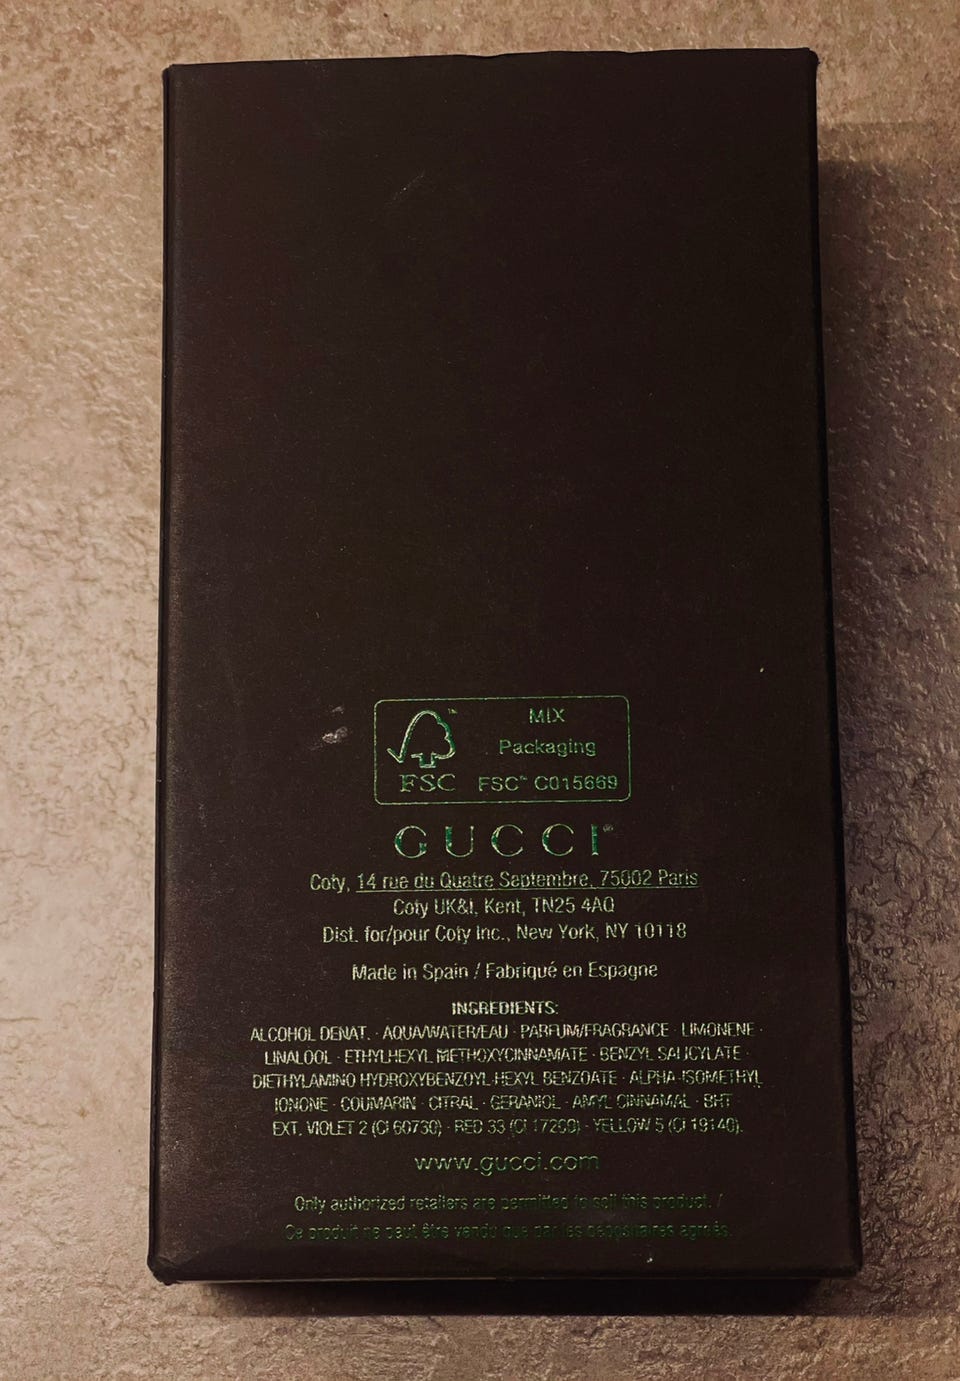 MIX
Packaging
FSC™ FSC™ C015669
GUCCI®
Coty, 14 rue du Quatre Septembre, 75002 Paris
Coty UK&I, Kent, TN25 4AQ
Dist. for/pour Coty Inc., New York, NY 10118
Made in Spain / Fabriqué en Espagne
INGREDIENTS:
ALCOHOL DENAT. · AQUA/WATER/EAU · PARFUM/FRAGRANCE · LIMONENE ·
LINALOOL · ETHYLHEXYL METHOXYCINNAMATE · BENZYL SALICYLATE ·
DIETHYLAMINO HYDROXYBENZOYL HEXYL BENZOATE · ALPHA-ISOMETHYL
IONONE · COUMARIN · CITRAL · GERANIOL · AMYL CINNAMAL · BHT
EXT. VIOLET 2 (CI 60730) · RED 33 (CI 17200) · YELLOW 5 (CI 19140).
www.gucci.com
Only authorized retailers are permitted to sell this product. /
Ce produit ne peut être vendu que par les dépositaires agréés.